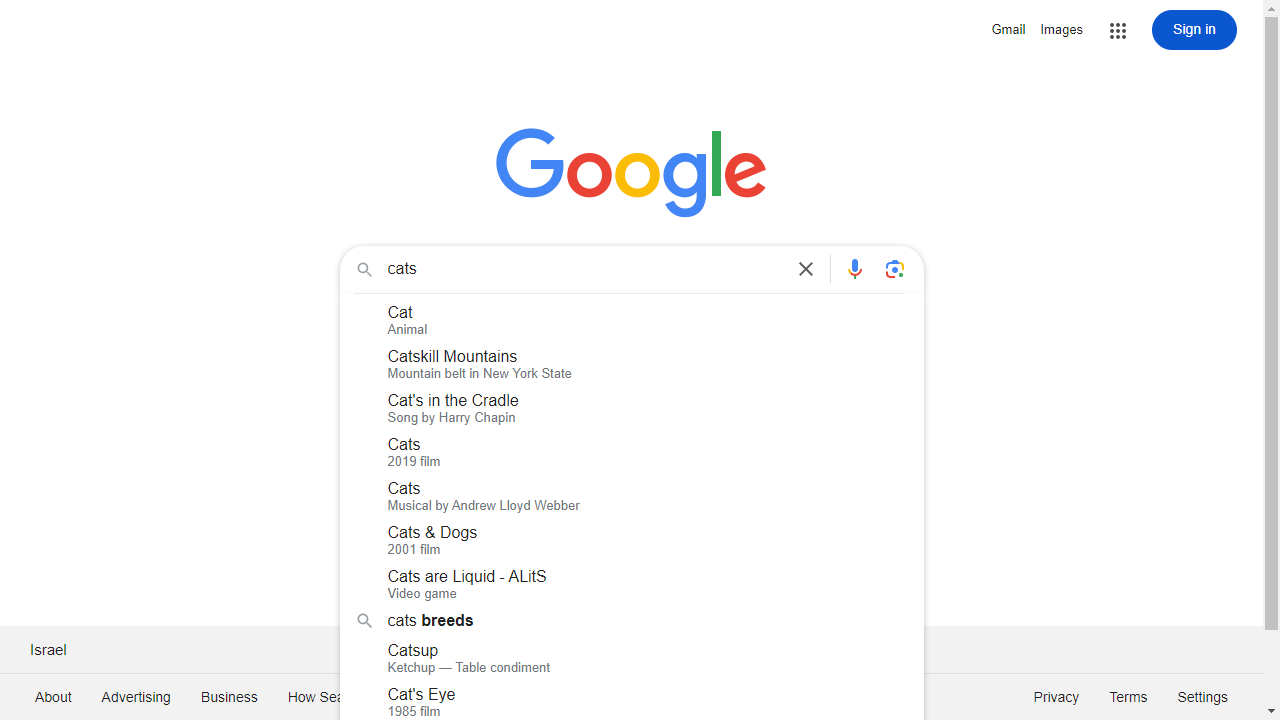 Gmail Images Sign in
Google
cats
Cat
Animal
Catskill Mountains
Mountain belt in New York State
Cat's in the Cradle
Song by Harry Chapin
Cats
2019 film
Cats
Musical by Andrew Lloyd Webber
Cats & Dogs
2001 film
Cats are Liquid - ALitS
Video game
cats breeds
Catsup
Ketchup — Table condiment
Cat's Eye
1985 film
Israel
About Advertising Business How Sea
Privacy Terms Settings